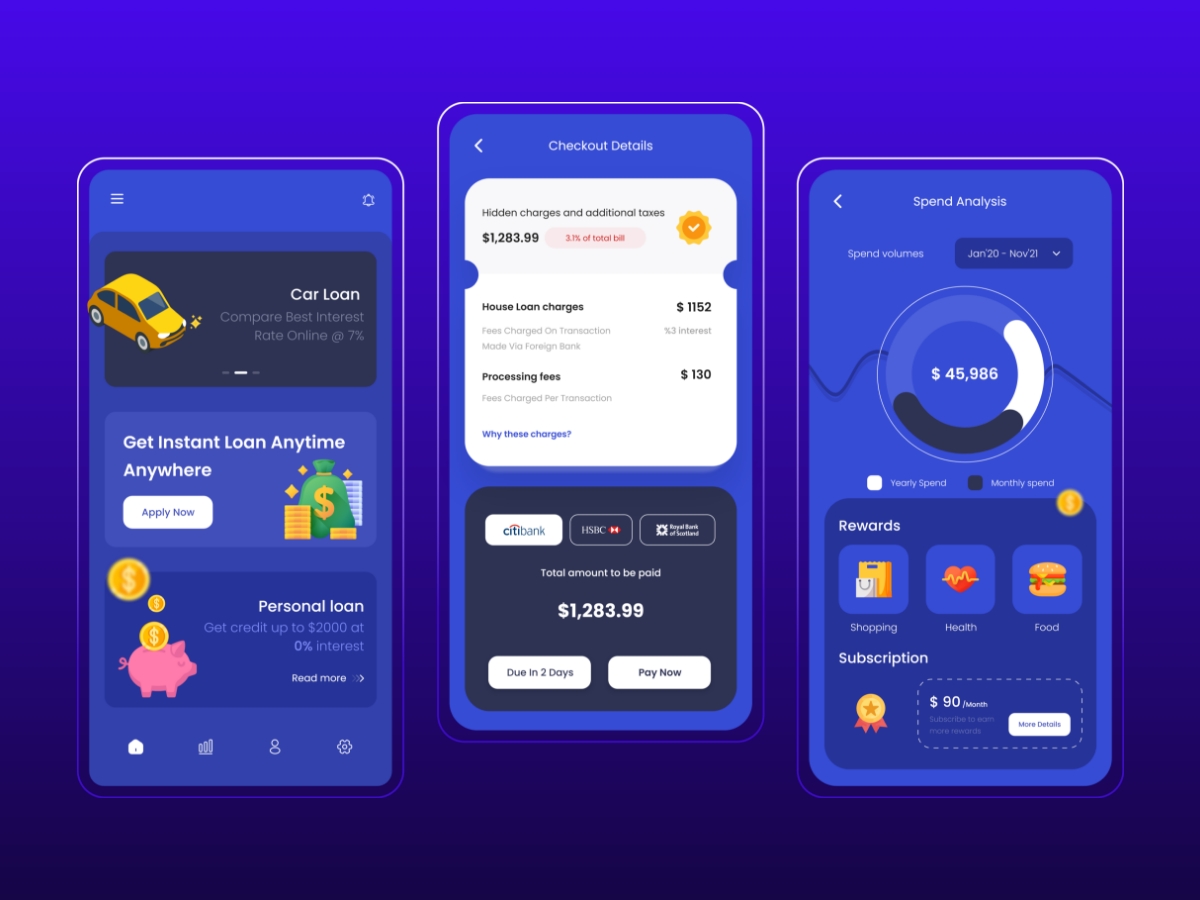 Car Loan
Compare Best Interest
Rate Online @ 7%
Get Instant Loan Anytime
Anywhere
Apply Now
$
$
$
$
Personal loan
Get credit up to $2000 at
0% interest
Read more
Checkout Details
Hidden charges and additional taxes
$1,283.99 3.1% of total bill
House Loan charges $ 1152
Fees Charged On Transaction %3 interest
Made Via Foreign Bank
Processing fees $ 130
Fees Charged Per Transaction
Why these charges?
citibank HSBC Royal Bank
of Scotland
Total amount to be paid
$1,283.99
Due In 2 Days Pay Now
Spend Analysis
Spend volumes Jan'20 - Nov'21
$ 45,986
Yearly Spend Monthly spend
$
Rewards
Shopping Health Food
Subscription
$ 90 /Month
Subscribe to earn
more rewards
More Details